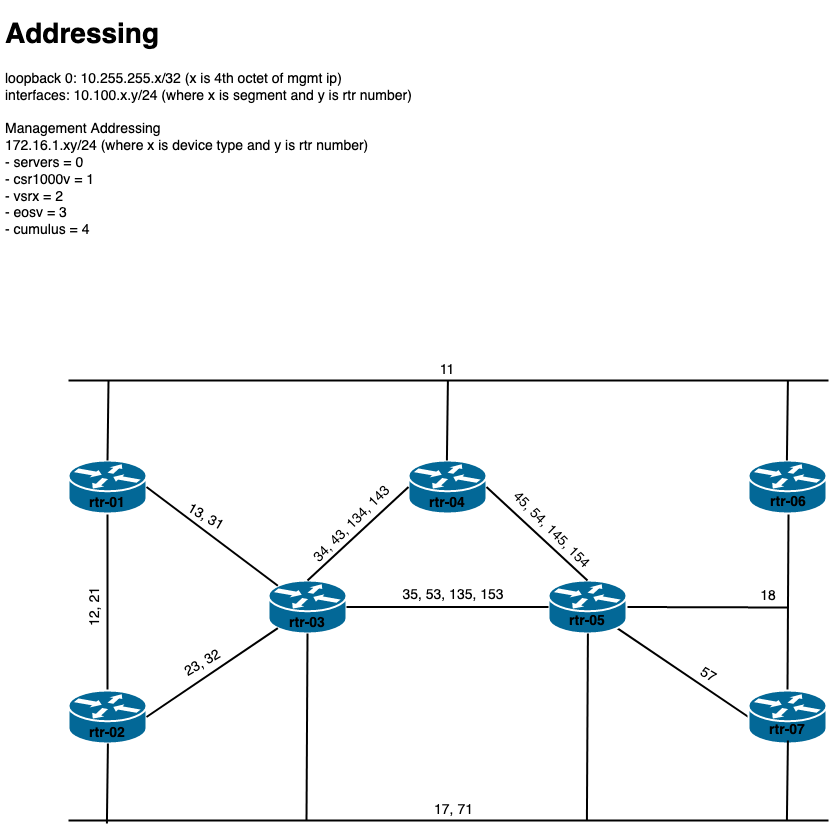 Addressing
loopback 0: 10.255.255.x/32 (x is 4th octet of mgmt ip)
interfaces: 10.100.x.y/24 (where x is segment and y is rtr number)
Management Addressing
172.16.1.xy/24 (where x is device type and y is rtr number)
- servers = 0
- csr1000v = 1
- vsrx = 2
- eosv = 3
- cumulus = 4
11
rtr-01
rtr-04
rtr-06
13, 31
34, 43, 134, 143
45, 54, 145, 154
12, 21
35, 53, 135, 153
18
rtr-03
rtr-05
23, 32
57
rtr-02
rtr-07
17, 71